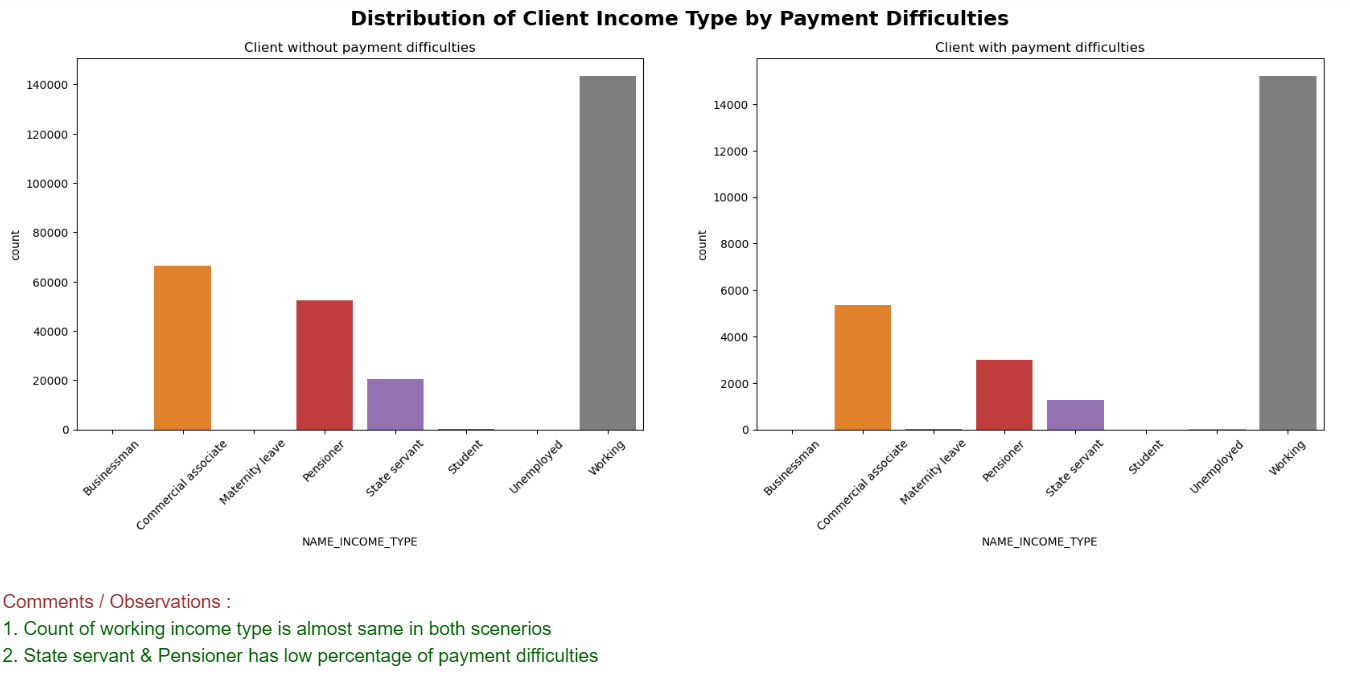 Distribution of Client Income Type by Payment Difficulties
Client without payment difficulties
count
140000
120000
100000
80000
60000
40000
20000
0
Businessman
Commercial associate
Maternity leave
Pensioner
State servant
Student
Unemployed
Working
NAME_INCOME_TYPE
Client with payment difficulties
count
14000
12000
10000
8000
6000
4000
2000
0
Businessman
Commercial associate
Maternity leave
Pensioner
State servant
Student
Unemployed
Working
NAME_INCOME_TYPE
Comments / Observations :
1. Count of working income type is almost same in both scenerios
2. State servant & Pensioner has low percentage of payment difficulties